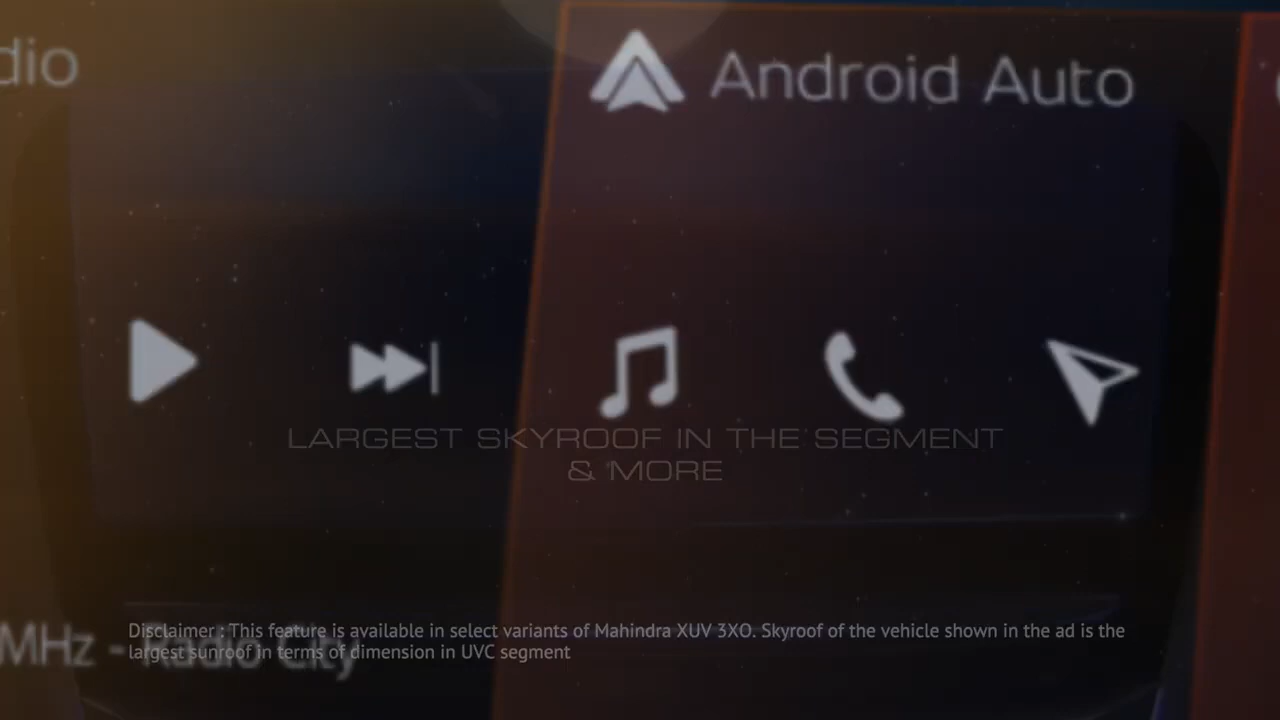 dio
Android Auto
LARGEST SKYROOF IN THE SEGMENT
& MORE
MHz - Radio City
Disclaimer : This feature is available in select variants of Mahindra XUV 3XO. Skyroof of the vehicle shown in the ad is the
largest sunroof in terms of dimension in UVC segment